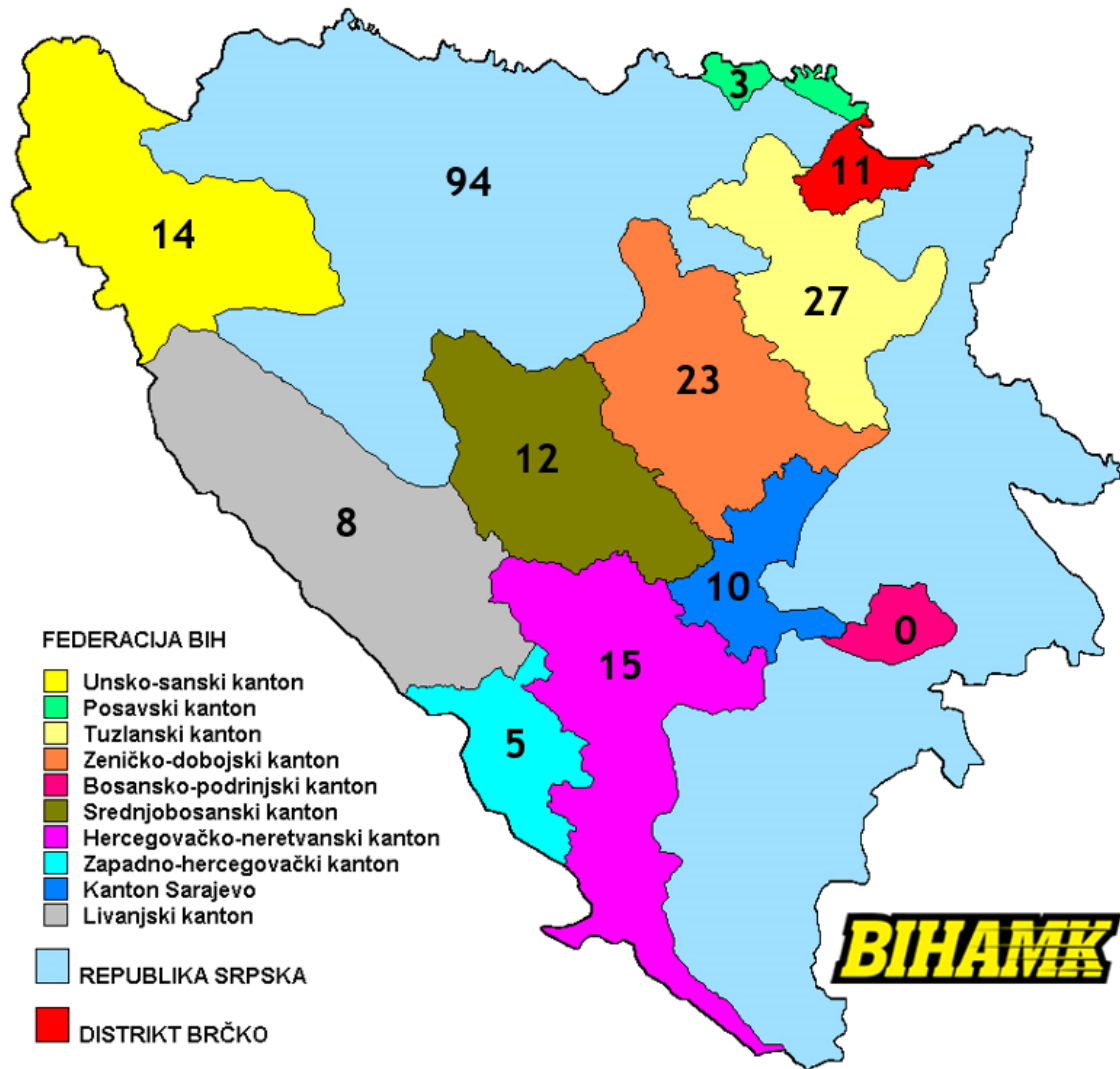 3
11
94
14
27
23
12
8
10
0
15
5
FEDERACIJA BIH
Unsko-sanski kanton
Posavski kanton
Tuzlanski kanton
Zeničko-dobojski kanton
Bosansko-podrinjski kanton
Srednjobosanski kanton
Hercegovačko-neretvanski kanton
Zapadno-hercegovački kanton
Kanton Sarajevo
Livanjski kanton
REPUBLIKA SRPSKA
DISTRIKT BRČKO
BIHAMK